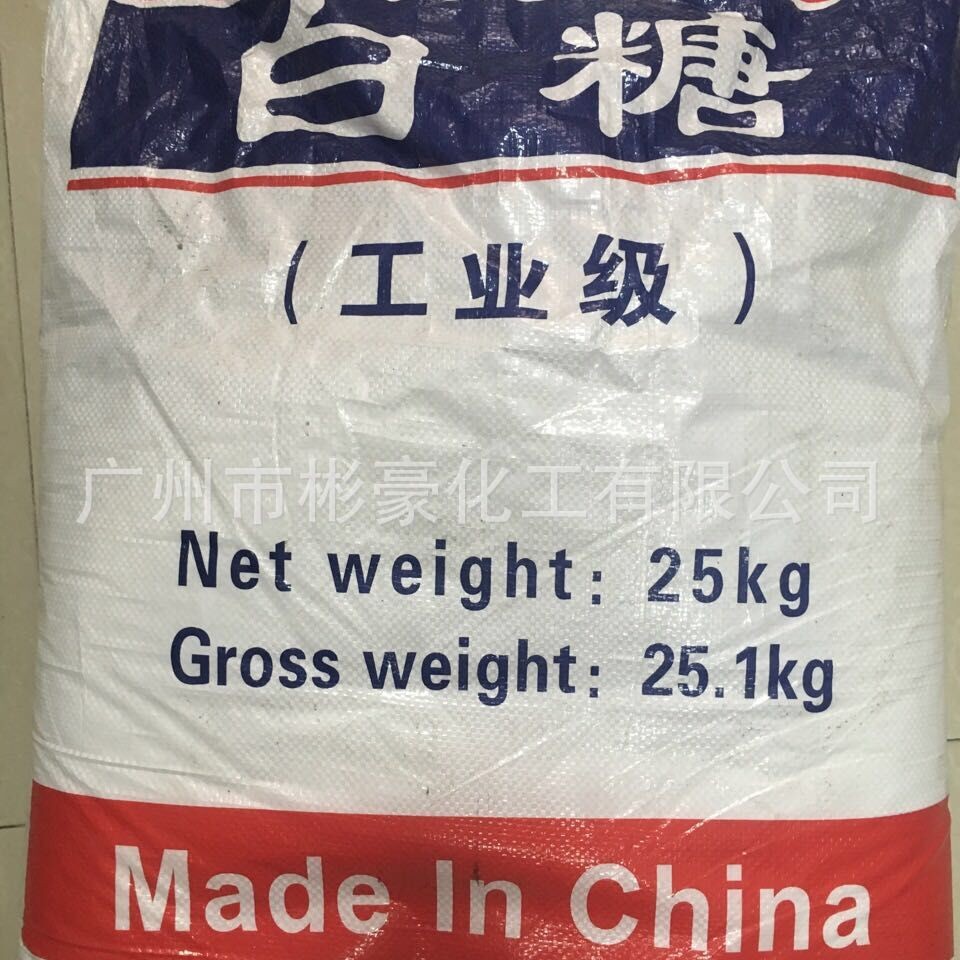 白糖
(工业级)
广州市彬豪化工有限公司
Net weight: 25kg
Gross weight: 25.1kg
Made In China